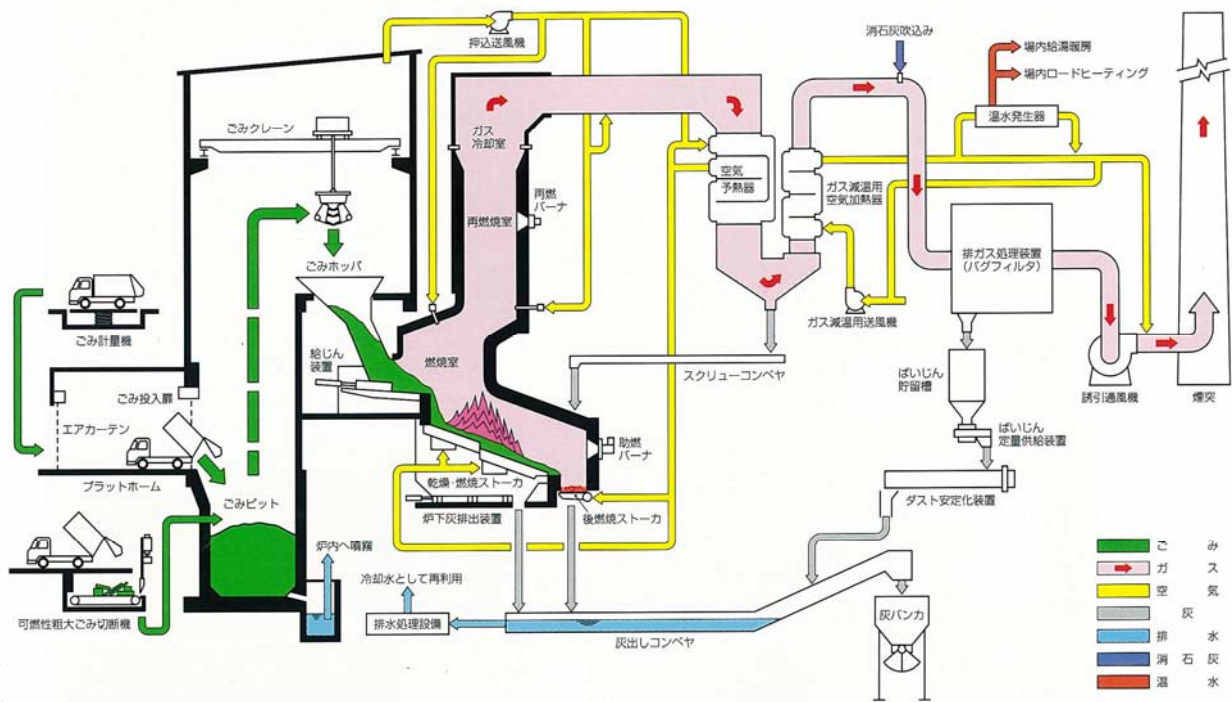 押込送風機
消石灰吹込み
場内給湯暖房
場内ロードヒーティング
温水発生器
ごみクレーン
ガス
冷却室
空気
予熱器
ガス減温用
空気加熱器
再燃
バーナ
再燃焼室
排ガス処理装置
(バグフィルタ)
ごみホッパ
ごみ計量機
ガス減温用送風機
給じん
装置
燃焼室
スクリューコンベヤ
ばいじん
貯留槽
誘引通風機
煙突
ごみ投入扉
エアカーテン
助燃
バーナ
ばいじん
定量供給装置
プラットホーム
乾燥・燃焼ストーカ
ダスト安定化装置
ごみピット
炉下灰排出装置
後燃焼ストーカ
炉内へ噴霧
冷却水として再利用
可燃性粗大ごみ切断機
排水処理設備
灰出しコンベヤ
灰バンカ
ごみ
ガス
空気
灰
排水
消石灰
温水